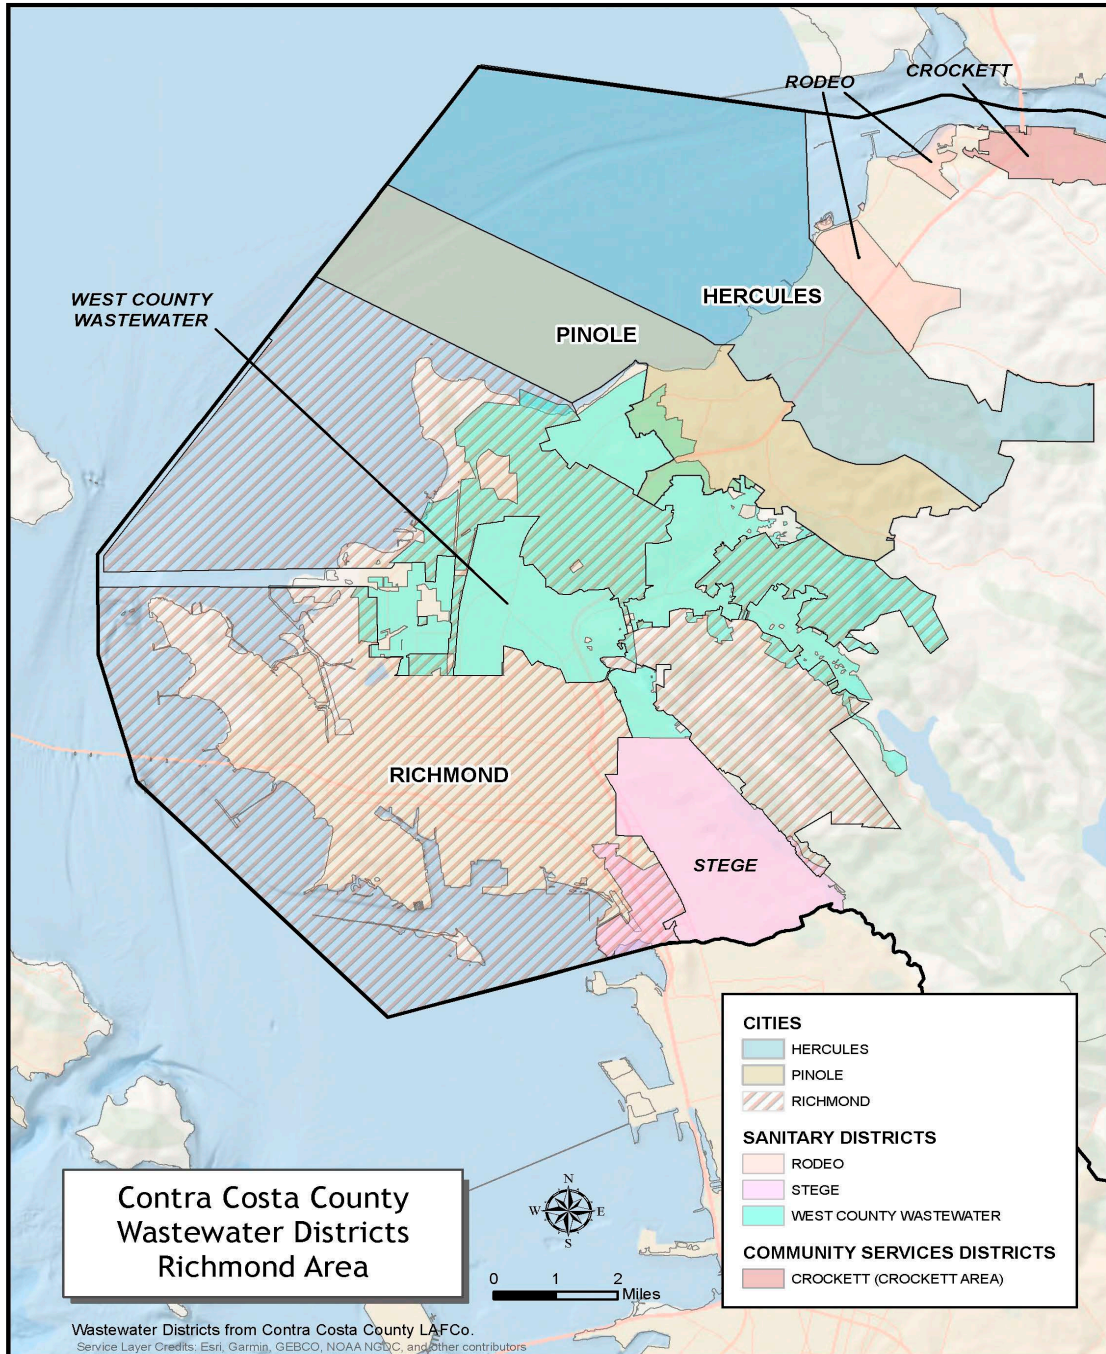 RODEO
CROCKETT
WEST COUNTY
WASTEWATER
HERCULES
PINOLE
RICHMOND
STEGE
CITIES
HERCULES
PINOLE
RICHMOND
SANITARY DISTRICTS
RODEO
STEGE
WEST COUNTY WASTEWATER
COMMUNITY SERVICES DISTRICTS
CROCKETT (CROCKETT AREA)
Contra Costa County
Wastewater Districts
Richmond Area
N
W E
S
0 1 2
Miles
Wastewater Districts from Contra Costa County LAFCo.
Service Layer Credits: Esri, Garmin, GEBCO, NOAA NGDC, and other contributors